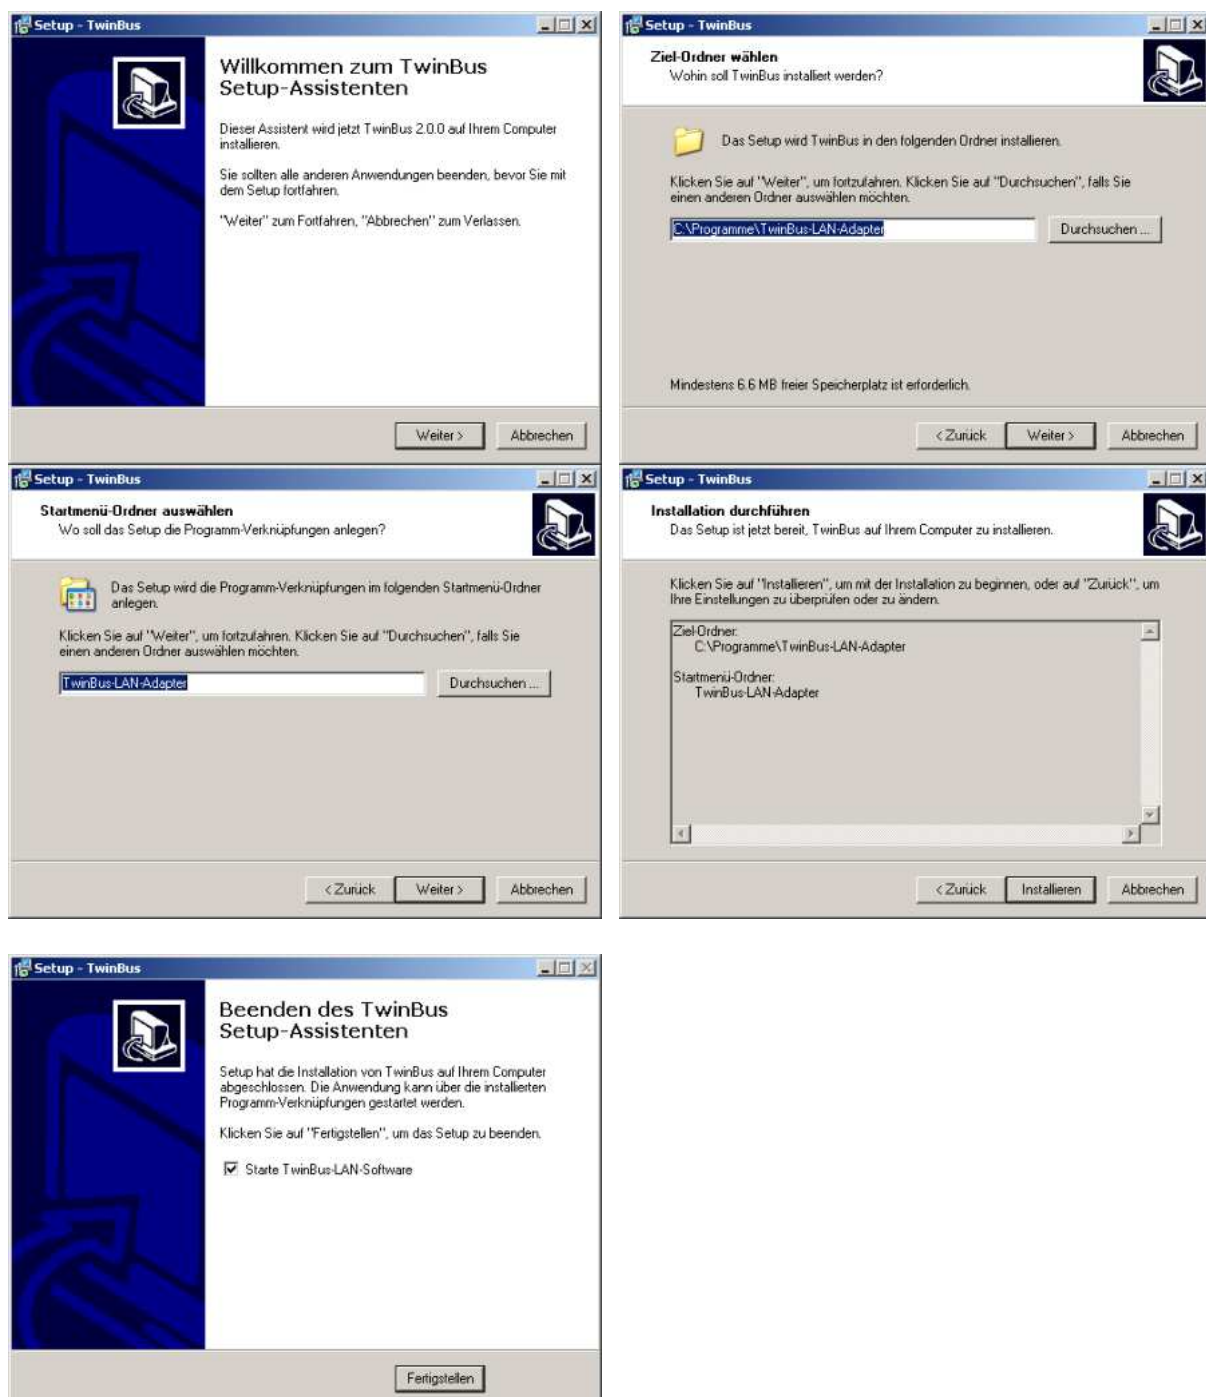 Setup - TwinBus
Willkommen zum TwinBus
Setup-Assistenten
Dieser Assistent wird jetzt TwinBus 2.0.0 auf Ihrem Computer
installieren.
Sie sollten alle anderen Anwendungen beenden, bevor Sie mit
dem Setup fortfahren.
"Weiter" zum Fortfahren, "Abbrechen" zum Verlassen.
Weiter >
Abbrechen
Setup - TwinBus
Ziel-Ordner wählen
Wohin soll TwinBus installiert werden?
Das Setup wird TwinBus in den folgenden Ordner installieren.
Klicken Sie auf "Weiter", um fortzufahren. Klicken Sie auf "Durchsuchen", falls Sie
einen anderen Ordner auswählen möchten.
C:\Programme\TwinBus-LAN-Adapter
Durchsuchen ...
Mindestens 6.6 MB freier Speicherplatz ist erforderlich.
< Zurück
Weiter >
Abbrechen
Setup - TwinBus
Startmenü-Ordner auswählen
Wo soll das Setup die Programm-Verknüpfungen anlegen?
Das Setup wird die Programm-Verknüpfungen im folgenden Startmenü-Ordner
anlegen.
Klicken Sie auf "Weiter", um fortzufahren. Klicken Sie auf "Durchsuchen", falls Sie
einen anderen Ordner auswählen möchten.
TwinBus-LAN-Adapter
Durchsuchen ...
< Zurück
Weiter >
Abbrechen
Setup - TwinBus
Installation durchführen
Das Setup ist jetzt bereit, TwinBus auf Ihrem Computer zu installieren.
Klicken Sie auf "Installieren", um mit der Installation zu beginnen, oder auf "Zurück", um
Ihre Einstellungen zu überprüfen oder zu ändern.
Ziel-Ordner:
C:\Programme\TwinBus-LAN-Adapter
Startmenü-Ordner:
TwinBus-LAN-Adapter
< Zurück
Installieren
Abbrechen
Setup - TwinBus
Beenden des TwinBus
Setup-Assistenten
Setup hat die Installation von TwinBus auf Ihrem Computer
abgeschlossen. Die Anwendung kann über die installierten
Programm-Verknüpfungen gestartet werden.
Klicken Sie auf "Fertigstellen", um das Setup zu beenden.
Starte TwinBus-LAN-Software
Fertigstellen